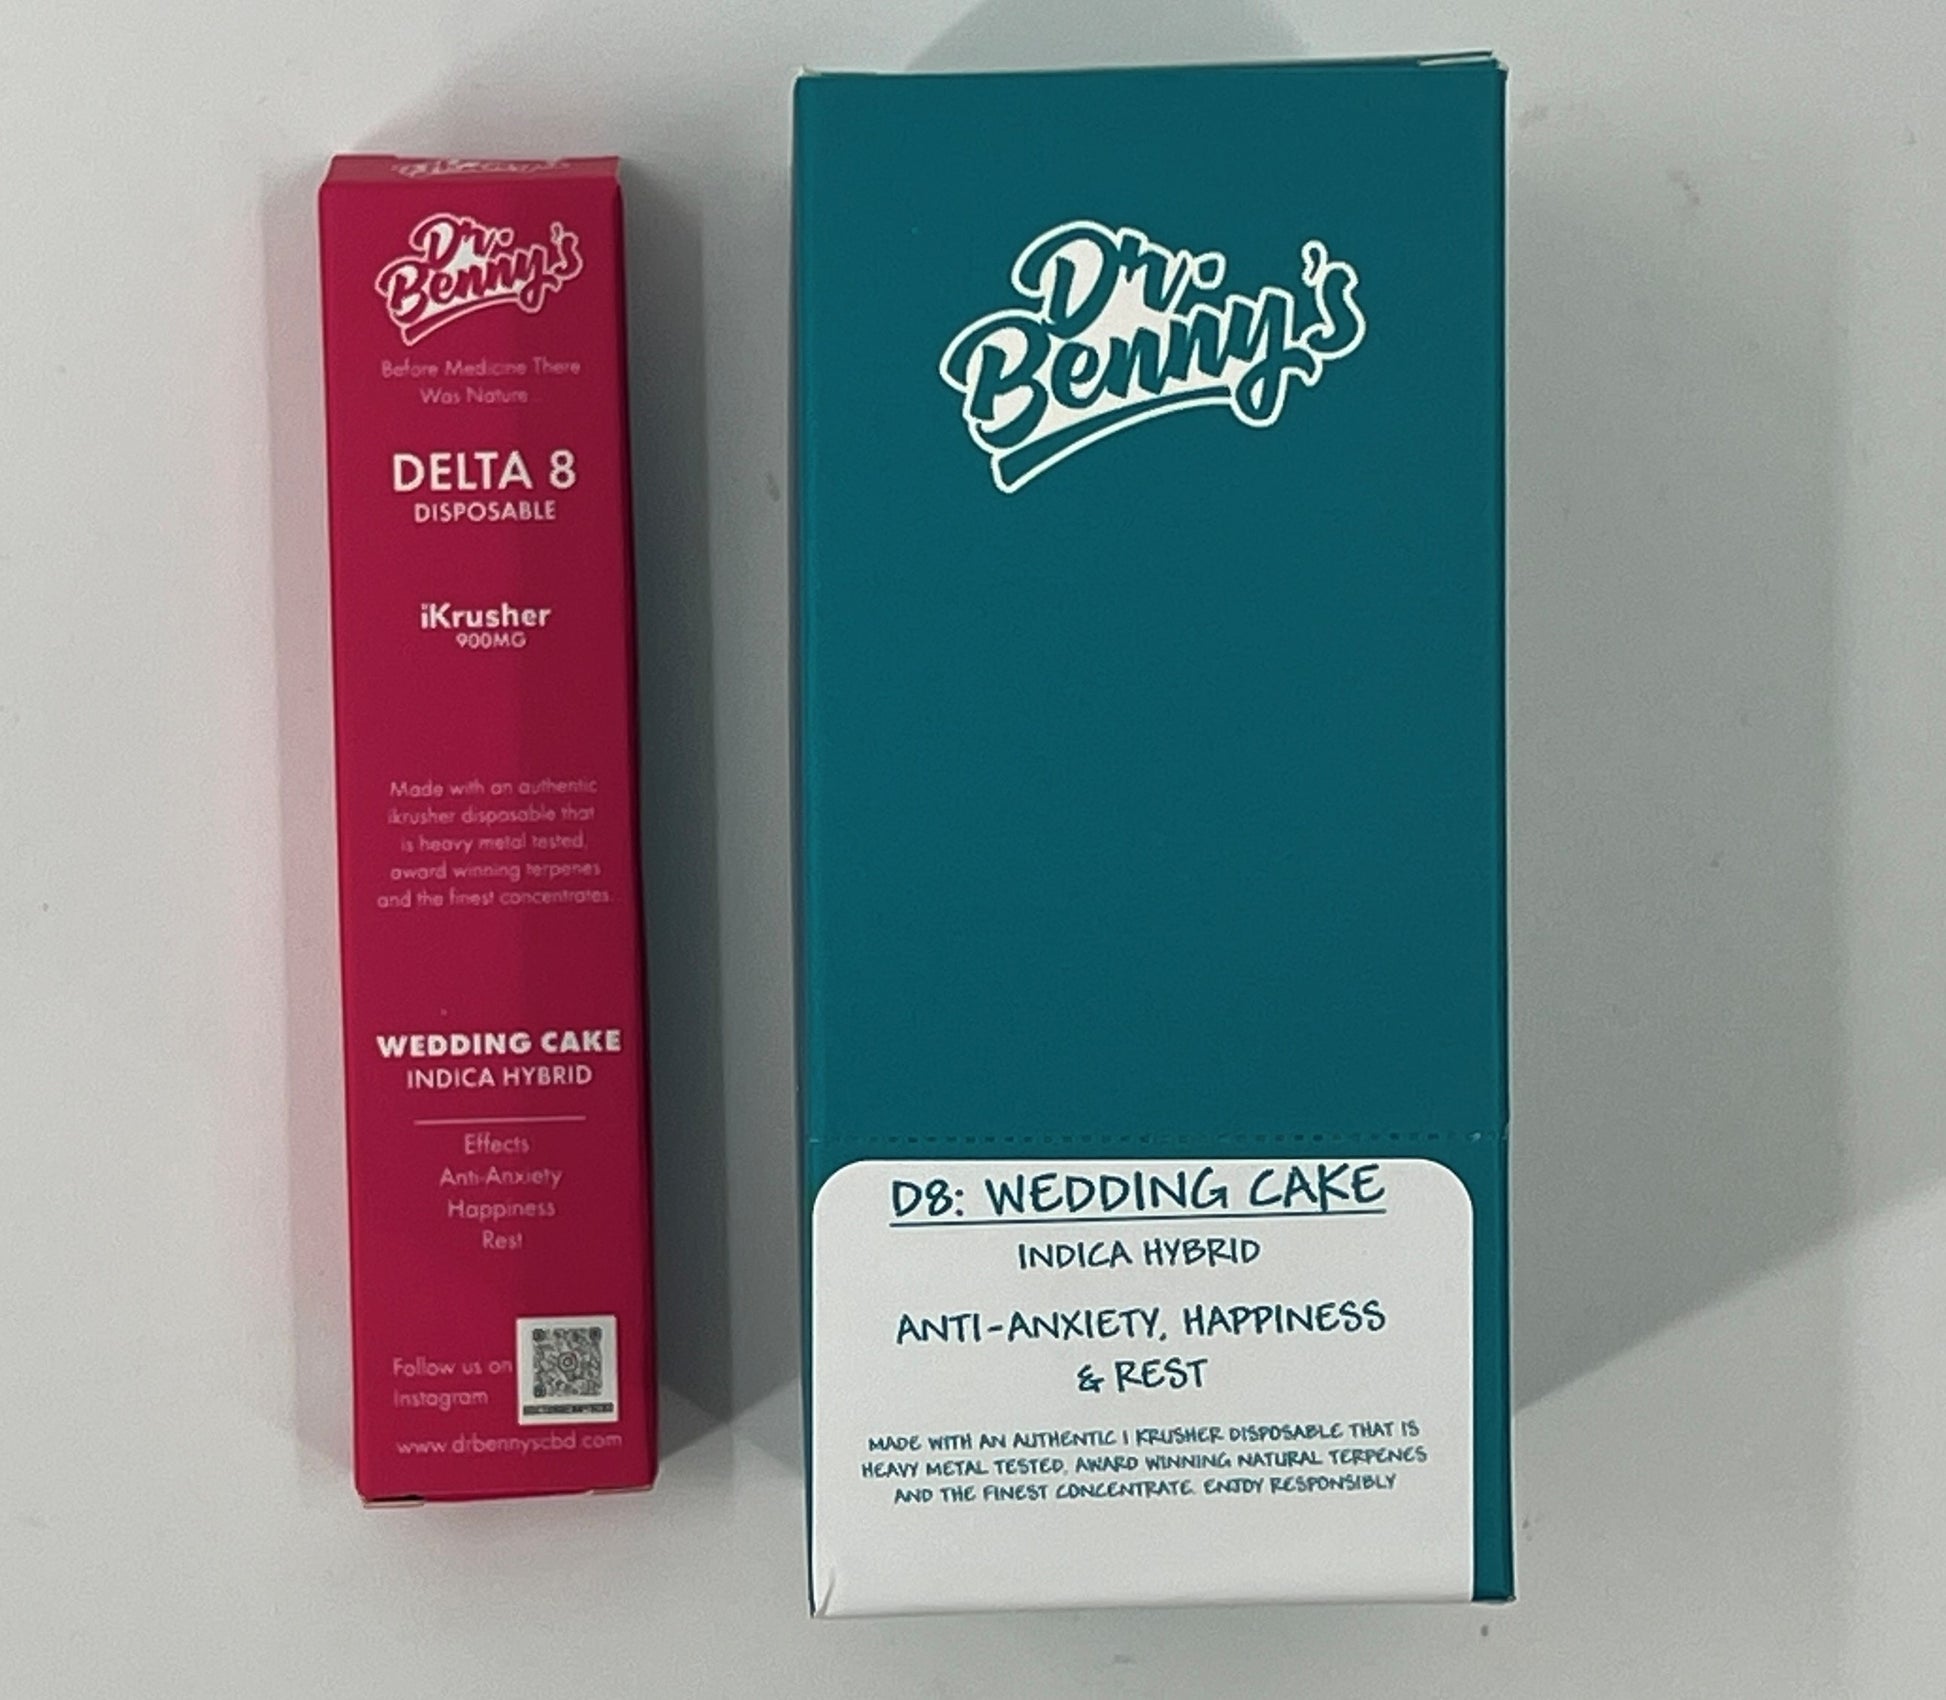 Dr.
Benny's
Before Medicine There
Was Nature
DELTA 8
DISPOSABLE
iKrusher
900MG
Made with an authentic
ikrusher disposable that
is heavy metal tested,
award winning terpenes
and the finest concentrates.
WEDDING CAKE
INDICA HYBRID
Effects
Anti-Anxiety
Happiness
Rest
Follow us on
Instagram
www.drbennyscbd.com
Dr.
Benny's
D8: WEDDING CAKE
INDICA HYBRID
ANTI-ANXIETY, HAPPINESS
& REST
MADE WITH AN AUTHENTIC I KRUSHER DISPOSABLE THAT IS
HEAVY METAL TESTED, AWARD WINNING NATURAL TERPENES
AND THE FINEST CONCENTRATE. ENJOY RESPONSIBLY